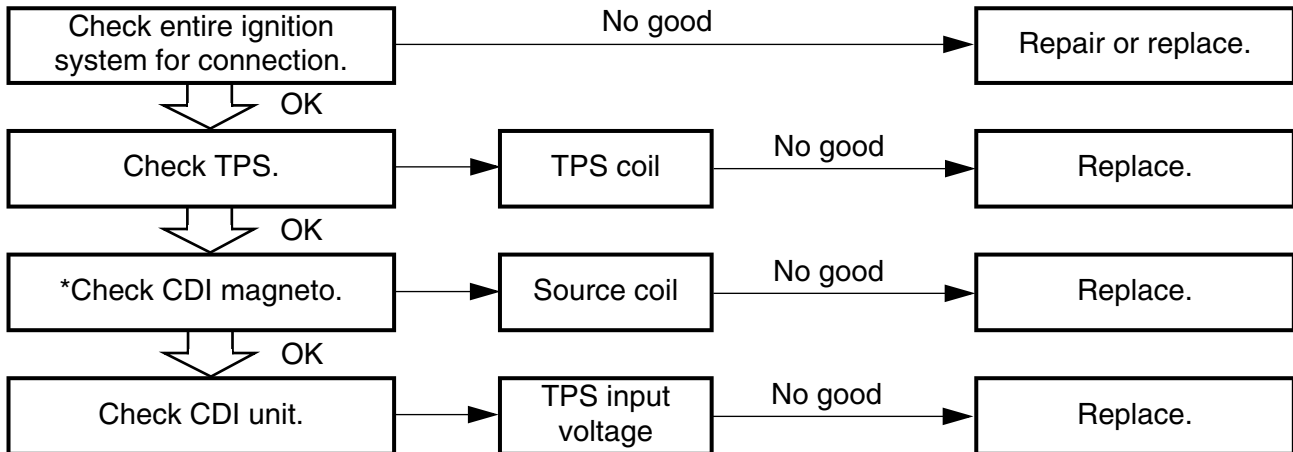 Check entire ignition
system for connection.
No good
Repair or replace.
OK
Check TPS.
TPS coil
No good
Replace.
OK
*Check CDI magneto.
Source coil
No good
Replace.
OK
Check CDI unit.
TPS input
voltage
No good
Replace.